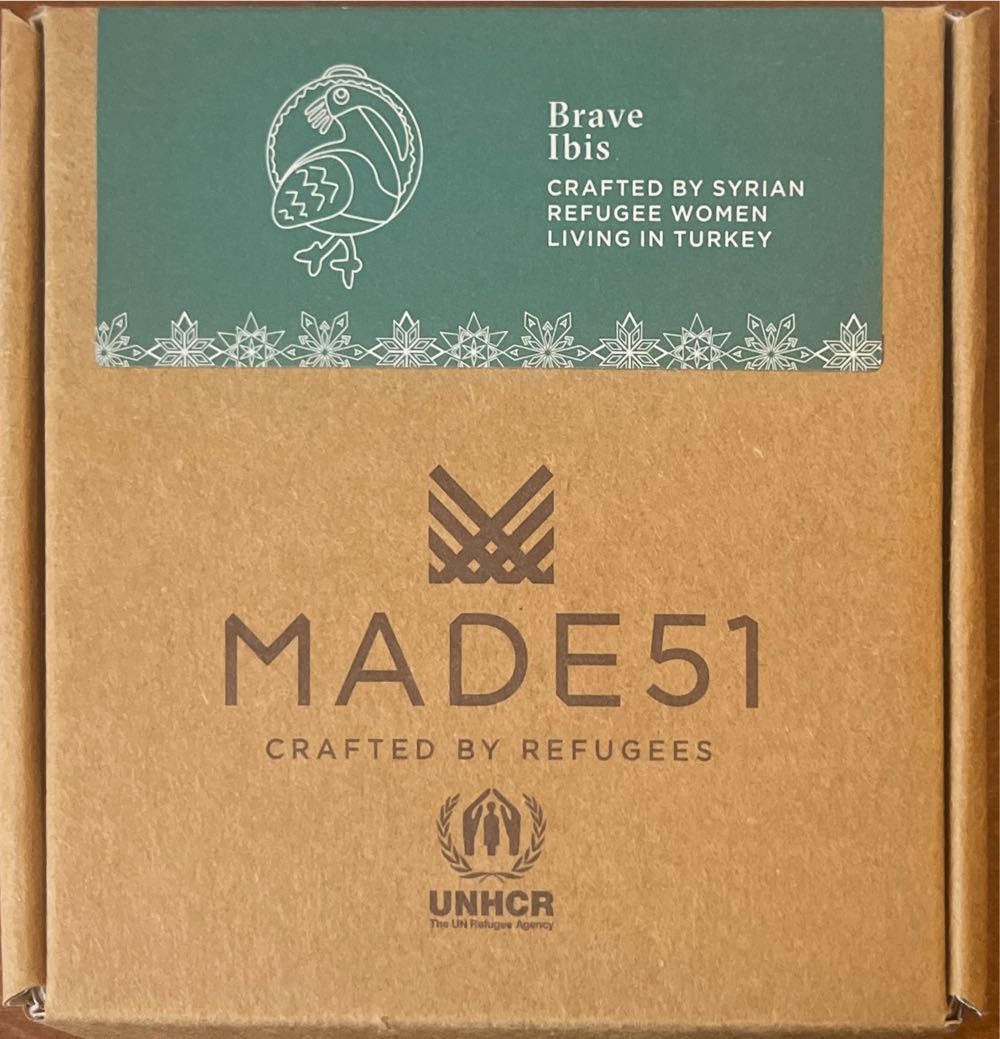 Brave
Ibis
CRAFTED BY SYRIAN
REFUGEE WOMEN
LIVING IN TURKEY
MADE51
CRAFTED BY REFUGEES
UNHCR
The UN Refugee Agency